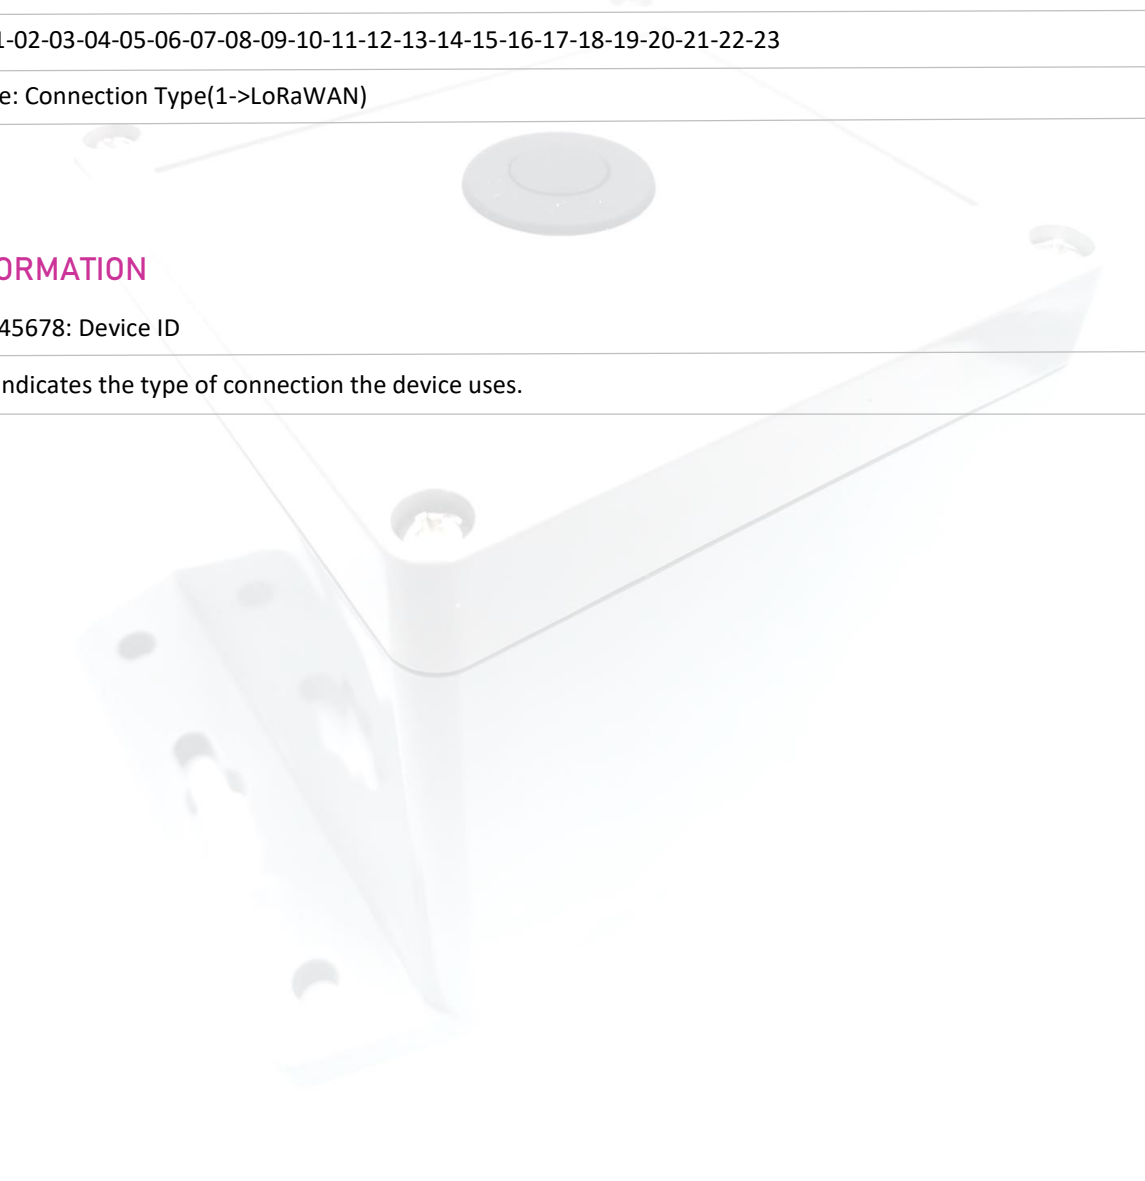 1-02-03-04-05-06-07-08-09-10-11-12-13-14-15-16-17-18-19-20-21-22-23
e: Connection Type(1->LoRaWAN)
ORMATION
45678: Device ID
ndicates the type of connection the device uses.